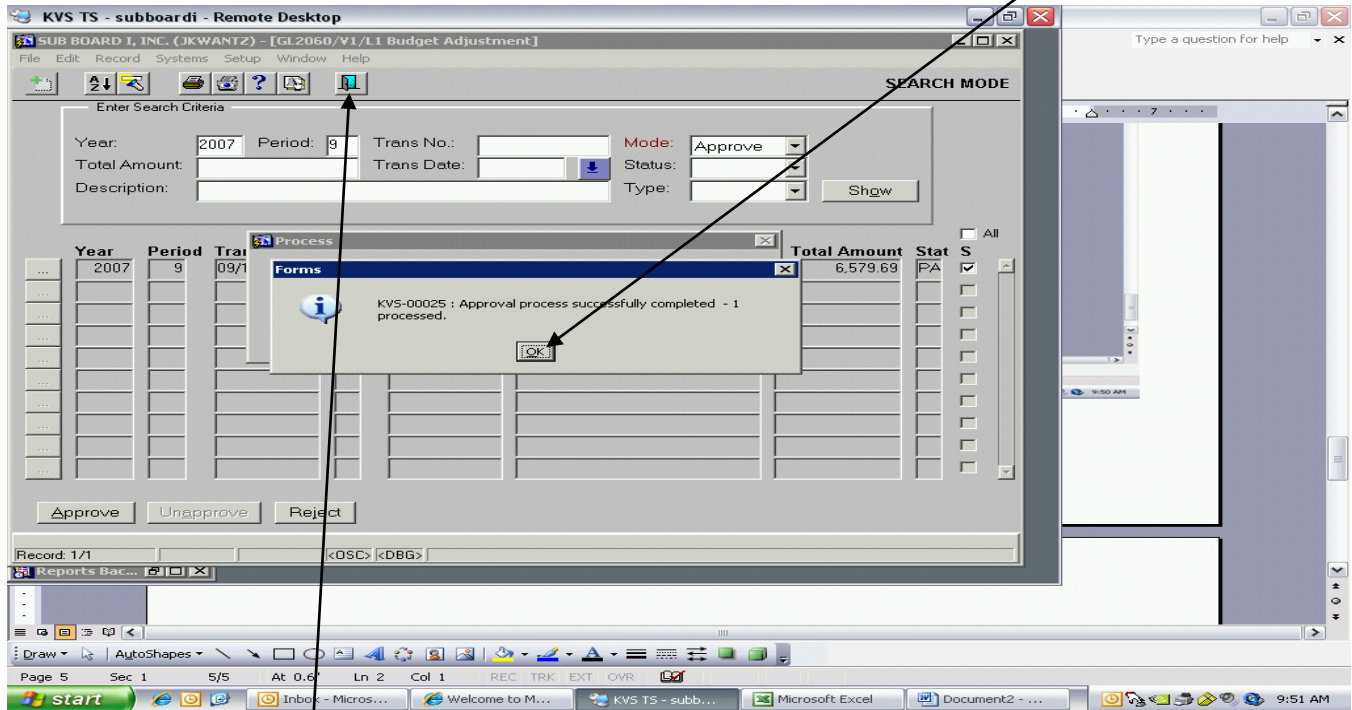 KVS TS - subboardi - Remote Desktop
SUB BOARD I, INC. (JKWANTZ) - [GL2060/V1/L1 Budget Adjustment]
Type a question for help
File Edit Record Systems Setup Window Help
SEARCH MODE
Enter Search Criteria
Year: 2007 Period: 9 Trans No.: Mode: Approve
Total Amount: Trans Date: Status:
Description: Type: Show
7
All
Process
Year Period Total Amount Stat S
2007 9 09/1 6,579.69 PA
Forms
KVS-00025 : Approval process successfully completed - 1
processed.
OK
9:50 AM
Approve Unapprove Reject
Record: 1/1 <OSC> <DBG>
Reports Bac...
Draw AutoShapes
Page 5 Sec 1 5/5 At 0.6" Ln 2 Col 1 REC TRK EXT OVR
start Inbox - Micros... Welcome to M... KVS TS - subb... Microsoft Excel Document2 - ... 9:51 AM